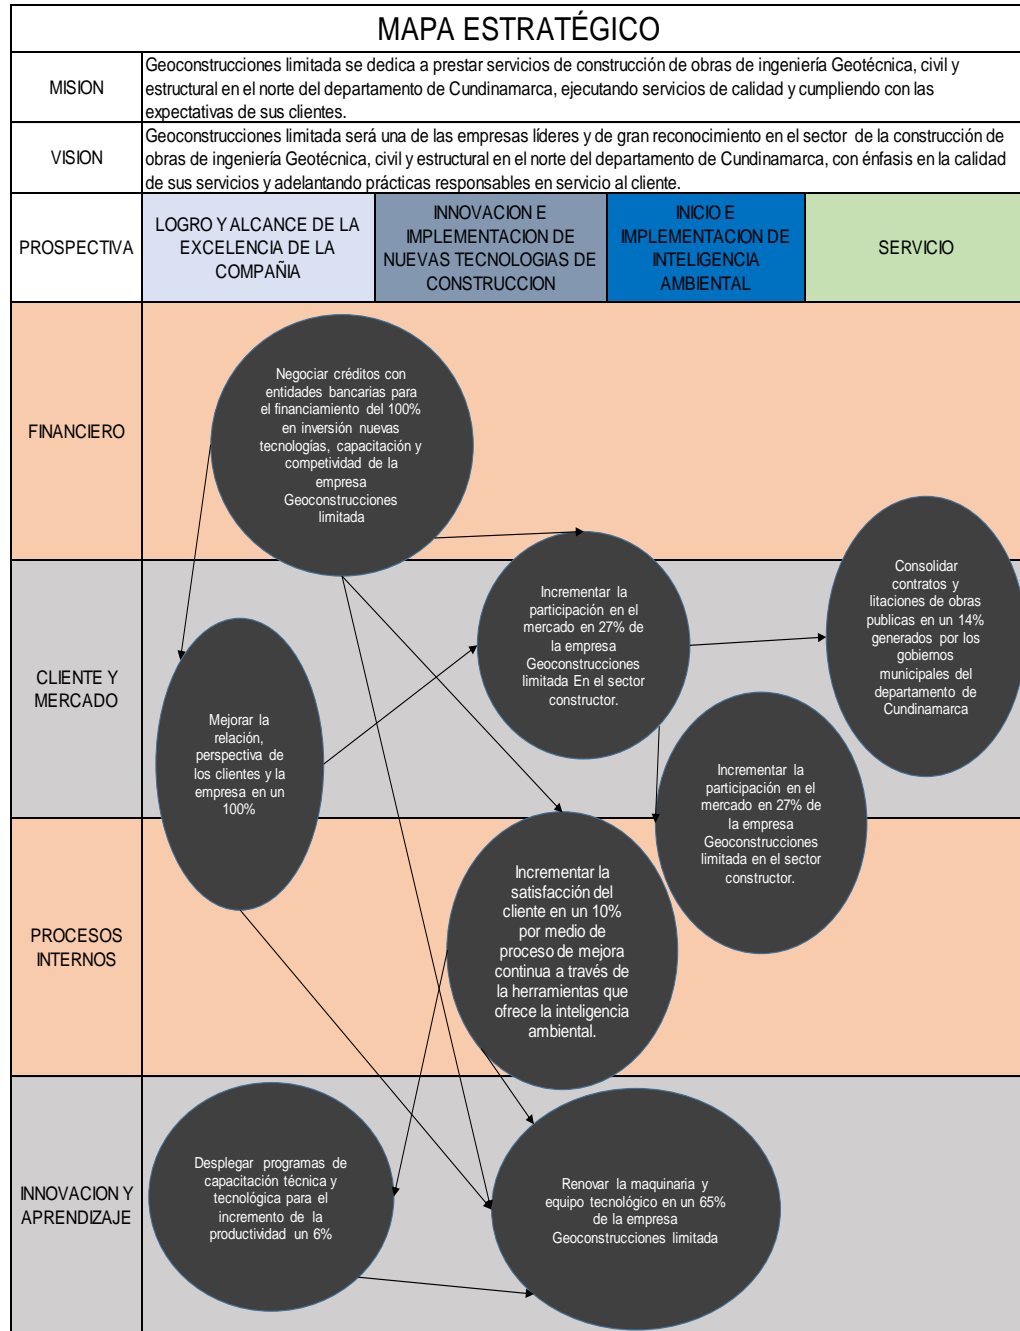 MAPA ESTRATÉGICO
MISION
Geoconstrucciones limitada se dedica a prestar servicios de construcción de obras de ingeniería Geotécnica, civil y
estructural en el norte del departamento de Cundinamarca, ejecutando servicios de calidad y cumpliendo con las
expectativas de sus clientes.
VISION
Geoconstrucciones limitada será una de las empresas líderes y de gran reconocimiento en el sector de la construcción de
obras de ingeniería Geotécnica, civil y estructural en el norte del departamento de Cundinamarca, con énfasis en la calidad
de sus servicios y adelantando prácticas responsables en servicio al cliente.
PROSPECTIVA
LOGRO Y ALCANCE DE LA
EXCELENCIA DE LA
COMPAÑIA
INNOVACION E
IMPLEMENTACION DE
NUEVAS TECNOLOGIAS DE
CONSTRUCCION
INICIO E
IMPLEMENTACION DE
INTELIGENCIA
AMBIENTAL
SERVICIO
FINANCIERO
Negociar créditos con
entidades bancarias para
el financiamiento del 100%
en inversión nuevas
tecnologías, capacitación y
competividad de la
empresa
Geoconstrucciones
limitada
CLIENTE Y
MERCADO
Mejorar la
relación,
perspectiva de
los clientes y la
empresa en un
100%
Incrementar la
participación en el
mercado en 27% de
la empresa
Geoconstrucciones
limitada En el sector
constructor.
Consolidar
contratos y
litaciones de obras
publicas en un 14%
generados por los
gobiernos
municipales del
departamento de
Cundinamarca
Incrementar la
participación en el
mercado en 27% de
la empresa
Geoconstrucciones
limitada en el sector
constructor.
PROCESOS
INTERNOS
Incrementar la
satisfacción del
cliente en un 10%
por medio de
proceso de mejora
continua a través de
la herramientas que
ofrece la inteligencia
ambiental.
INNOVACION Y
APRENDIZAJE
Desplegar programas de
capacitación técnica y
tecnológica para el
incremento de la
productividad un 6%
Renovar la maquinaria y
equipo tecnológico en un 65%
de la empresa
Geoconstrucciones limitada